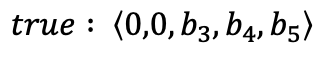 true : ⟨0,0, b₃, b₄, b₅⟩